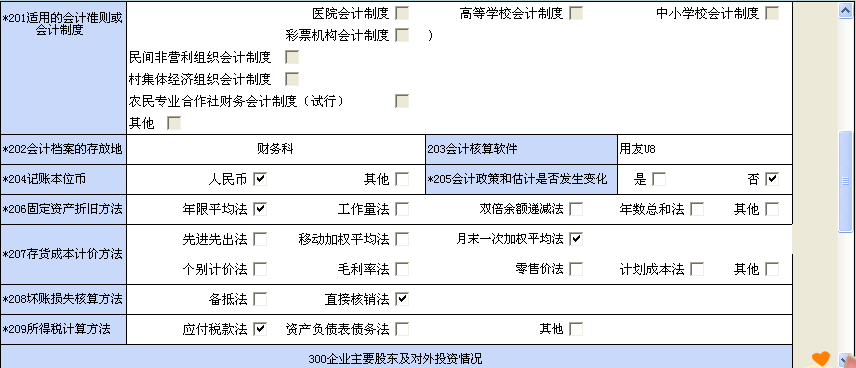 *201适用的会计准则或会计制度
医院会计制度 高等学校会计制度 中小学校会计制度
彩票机构会计制度 )
民间非营利组织会计制度
村集体经济组织会计制度
农民专业合作社财务会计制度（试行）
其他
*202会计档案的存放地 财务科 203会计核算软件 用友U8
*204记账本位币 人民币 其他 *205会计政策和估计是否发生变化 是 否
*206固定资产折旧方法 年限平均法 工作量法 双倍余额递减法 年数总和法 其他
*207存货成本计价方法 先进先出法 移动加权平均法 月末一次加权平均法
个别计价法 毛利率法 零售价法 计划成本法 其他
*208坏账损失核算方法 备抵法 直接核销法
*209所得税计算方法 应付税款法 资产负债表债务法 其他
300企业主要股东及对外投资情况